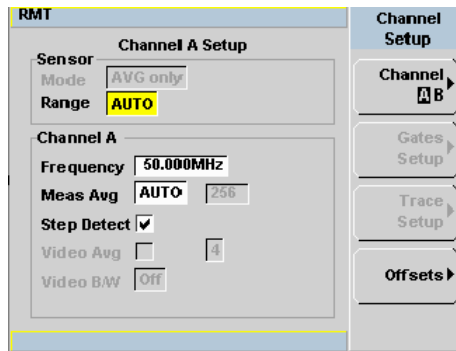 RMT
Channel A Setup
Sensor
Mode AVG only
Range AUTO
Channel A
Frequency 50.000MHz
Meas Avg AUTO 256
Step Detect
Video Avg 4
Video B/W Off
Channel
Setup
Channel
A B
Gates
Setup
Trace
Setup
Offsets